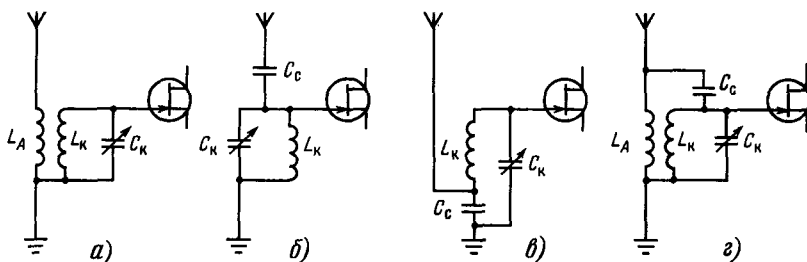 L_A L_к C_к
а)
C_c
C_к L_к
б)
L_к C_к
C_c
в)
C_c
L_A L_к C_к
г)